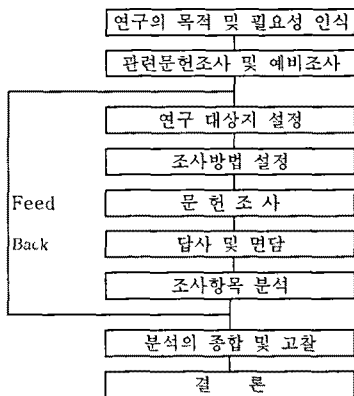 연구의 목적 및 필요성 인식
관련문헌조사 및 예비조사
연구 대상지 설정
조사방법 설정
Feed
문 헌 조 사
Back
답사 및 면담
조사항목 분석
분석의 종합 및 고찰
결 론